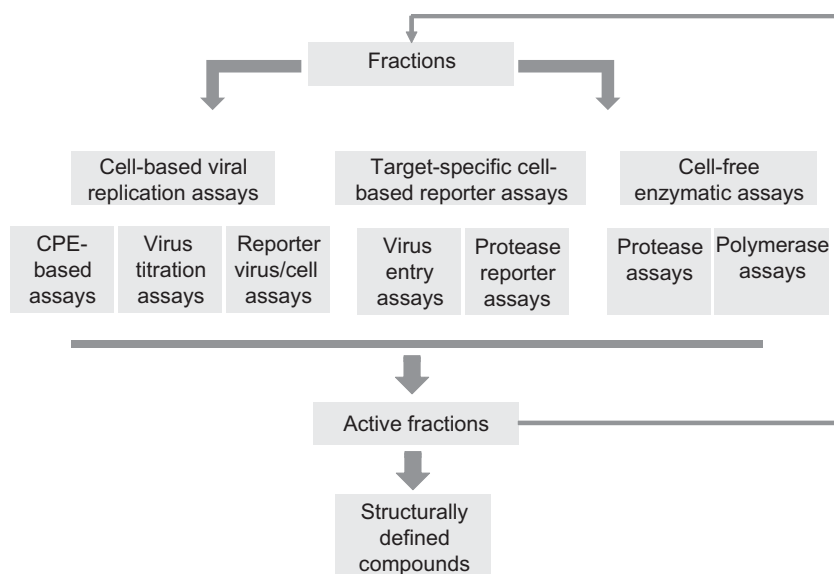 Fractions
Cell-based viral
replication assays
Target-specific cell-
based reporter assays
Cell-free
enzymatic assays
CPE-
based
assays
Virus
titration
assays
Reporter
virus/cell
assays
Virus
entry
assays
Protease
reporter
assays
Protease
assays
Polymerase
assays
Active fractions
Structurally
defined
compounds